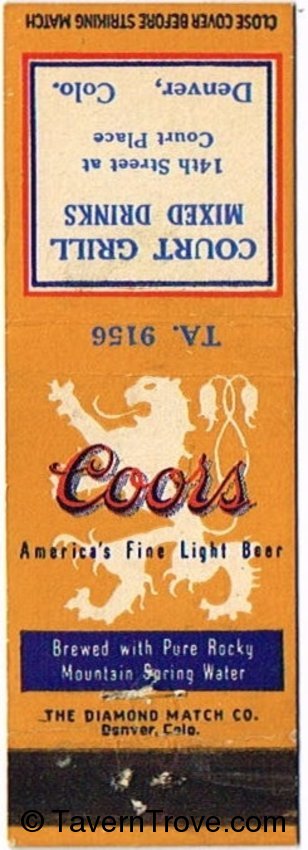 CLOSE COVER BEFORE STRIKING MATCH
COURT GRILL
MIXED DRINKS
14th Street at
Court Place
Denver, Colo.
TA. 9156
Coors
America's Fine Light Beer
Brewed with Pure Rocky
Mountain Spring Water
THE DIAMOND MATCH CO.
Denver, Colo.
© TavernTrove.com